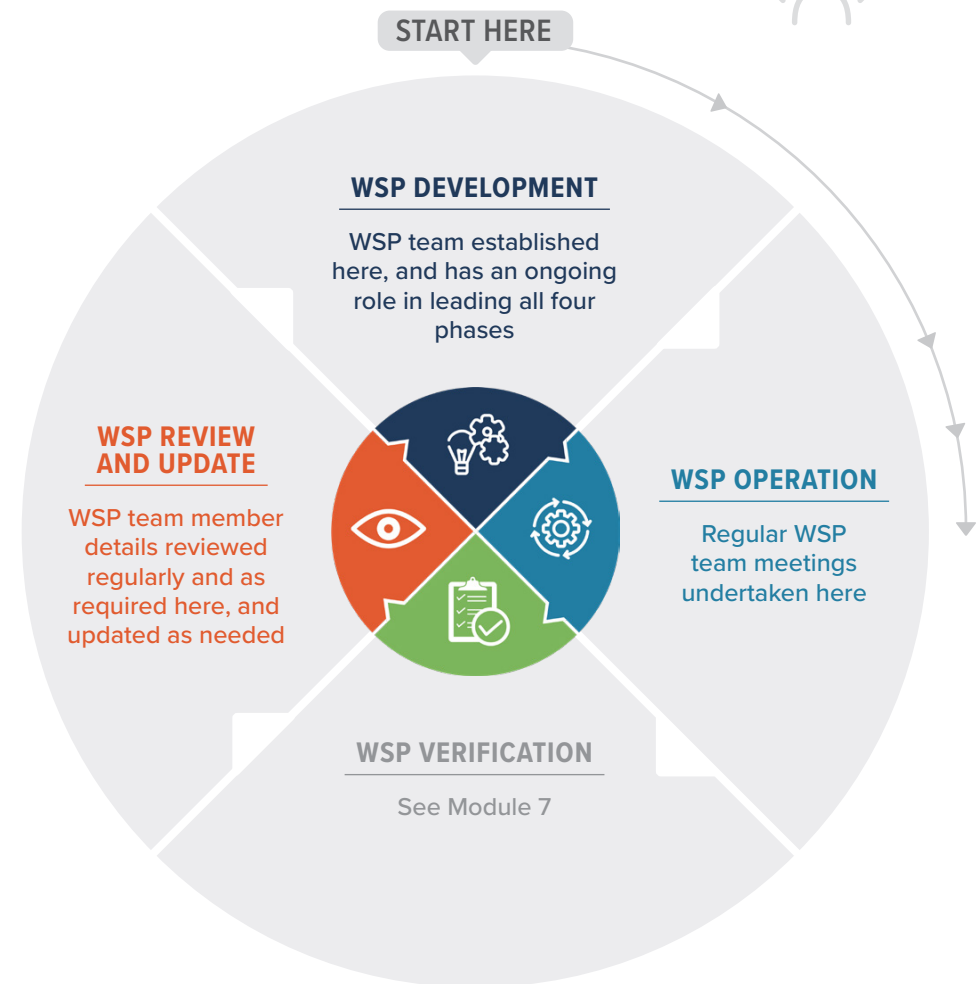 START HERE
WSP DEVELOPMENT
WSP team established
here, and has an ongoing
role in leading all four
phases
WSP OPERATION
Regular WSP
team meetings
undertaken here
WSP VERIFICATION
See Module 7
WSP REVIEW
AND UPDATE
WSP team member
details reviewed
regularly and as
required here, and
updated as needed